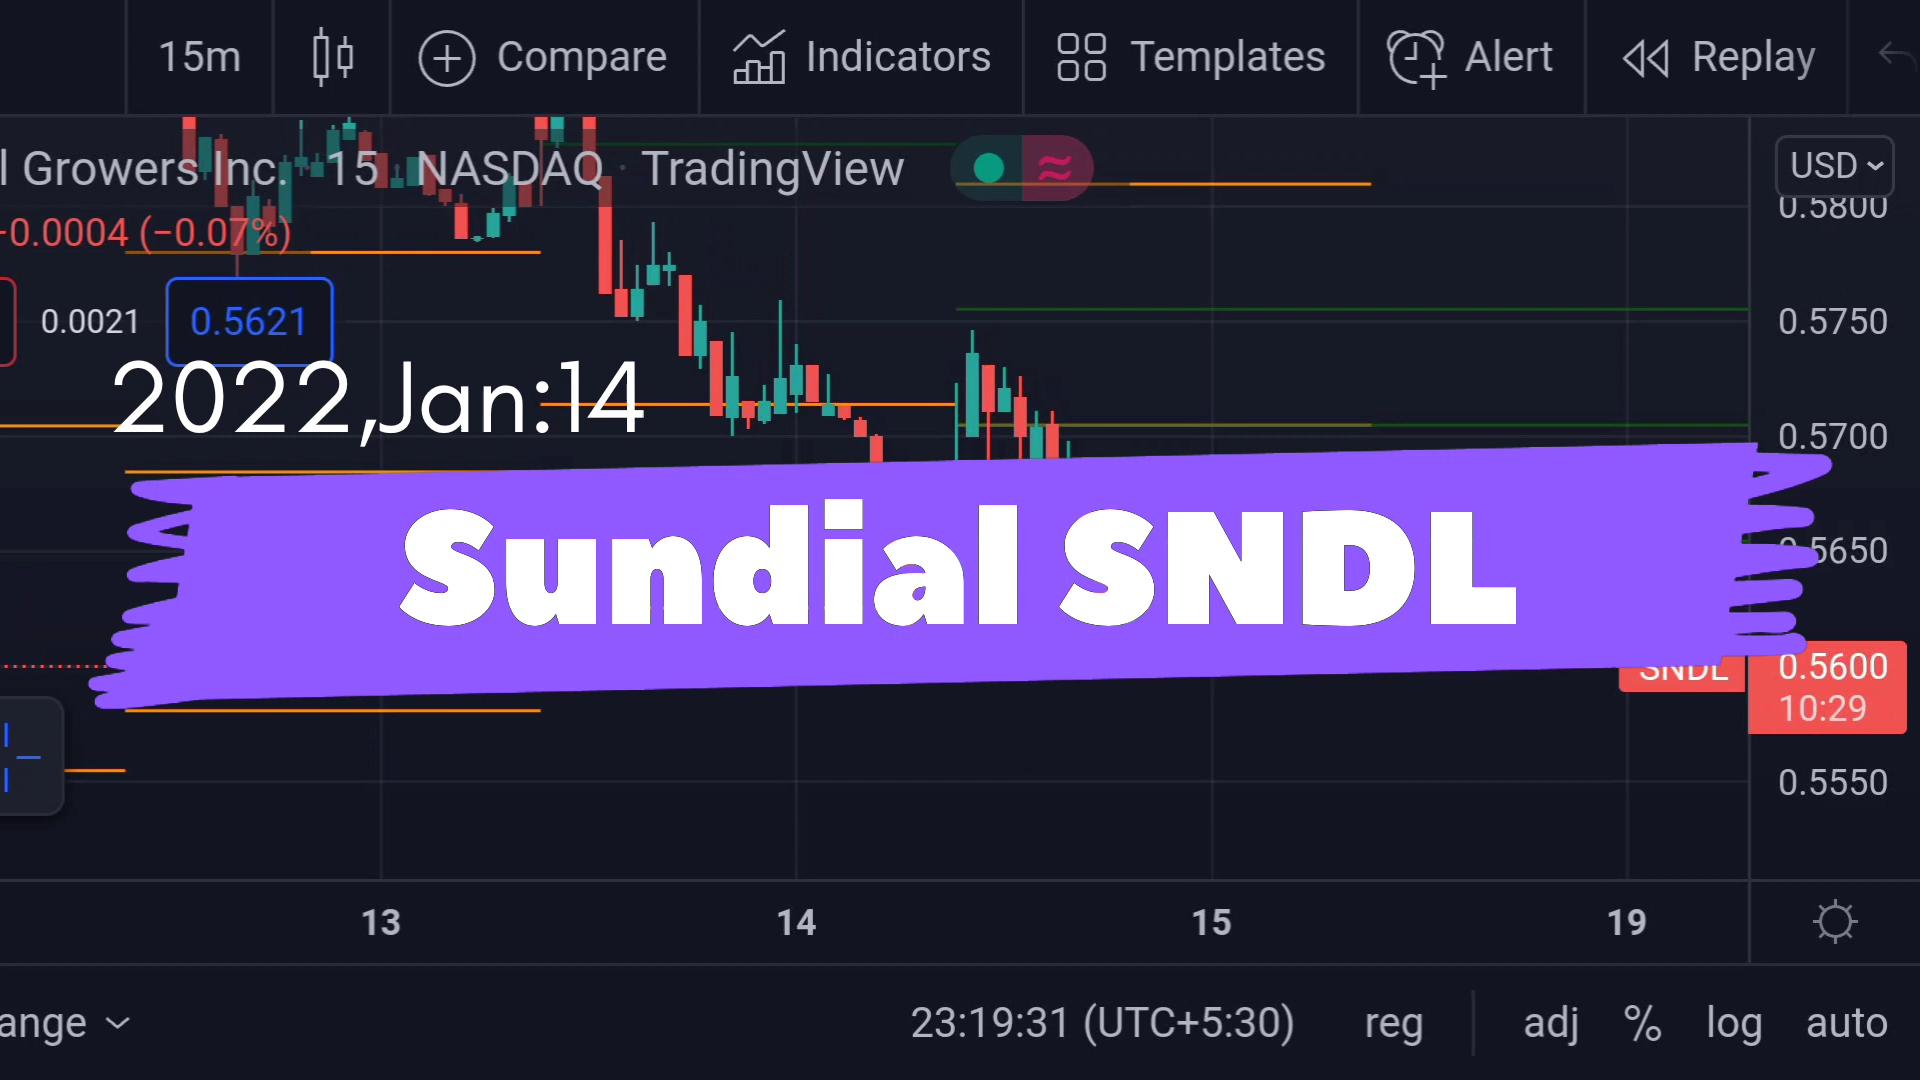 15m Compare Indicators Templates Alert Replay
l Growers Inc. · 15 · NASDAQ · TradingView
USD
0.5800
−0.0004 (−0.07%)
0.0021 0.5621
0.5750
2022,Jan:14
0.5700
Sundial SNDL
0.5650
SNDL 0.5600
10:29
0.5550
13 14 15 19
ange 23:19:31 (UTC+5:30) reg adj % log auto